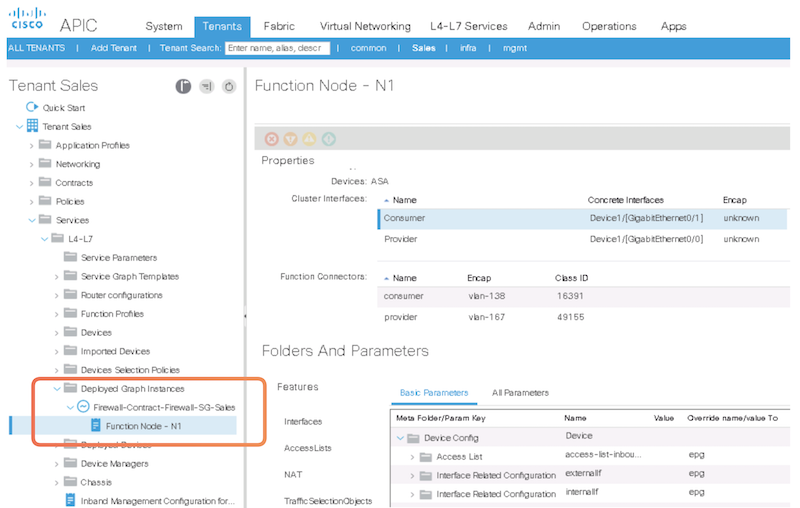 CISCO APIC System Tenants Fabric Virtual Networking L4-L7 Services Admin Operations Apps
ALL TENANTS | Add Tenant | Tenant Search: Enter name, alias, descr | common | Sales | infra | mgmt
Tenant Sales
Quick Start
Tenant Sales
Application Profiles
Networking
Contracts
Policies
Services
L4-L7
Service Parameters
Service Graph Templates
Router configurations
Function Profiles
Devices
Imported Devices
Devices Selection Policies
Deployed Graph Instances
Firewall-Contract-Firewall-SG-Sales
Function Node - N1
Deployed Devices
Device Managers
Chassis
Inband Management Configuration for...
Function Node - N1
Properties
Devices: ASA
Cluster Interfaces: Name Concrete Interfaces Encap
Consumer Device1/[GigabitEthernet0/1] unknown
Provider Device1/[GigabitEthernet0/0] unknown
Function Connectors: Name Encap Class ID
consumer vlan-138 16391
provider vlan-167 49155
Folders And Parameters
Features
Interfaces
AccessLists
NAT
TrafficSelectionObjects
Basic Parameters All Parameters
Meta Folder/Param Key Name Value Override name/value To
Device Config Device
Access List access-list-inbou... epg
Interface Related Configuration externalIf epg
Interface Related Configuration internalIf epg